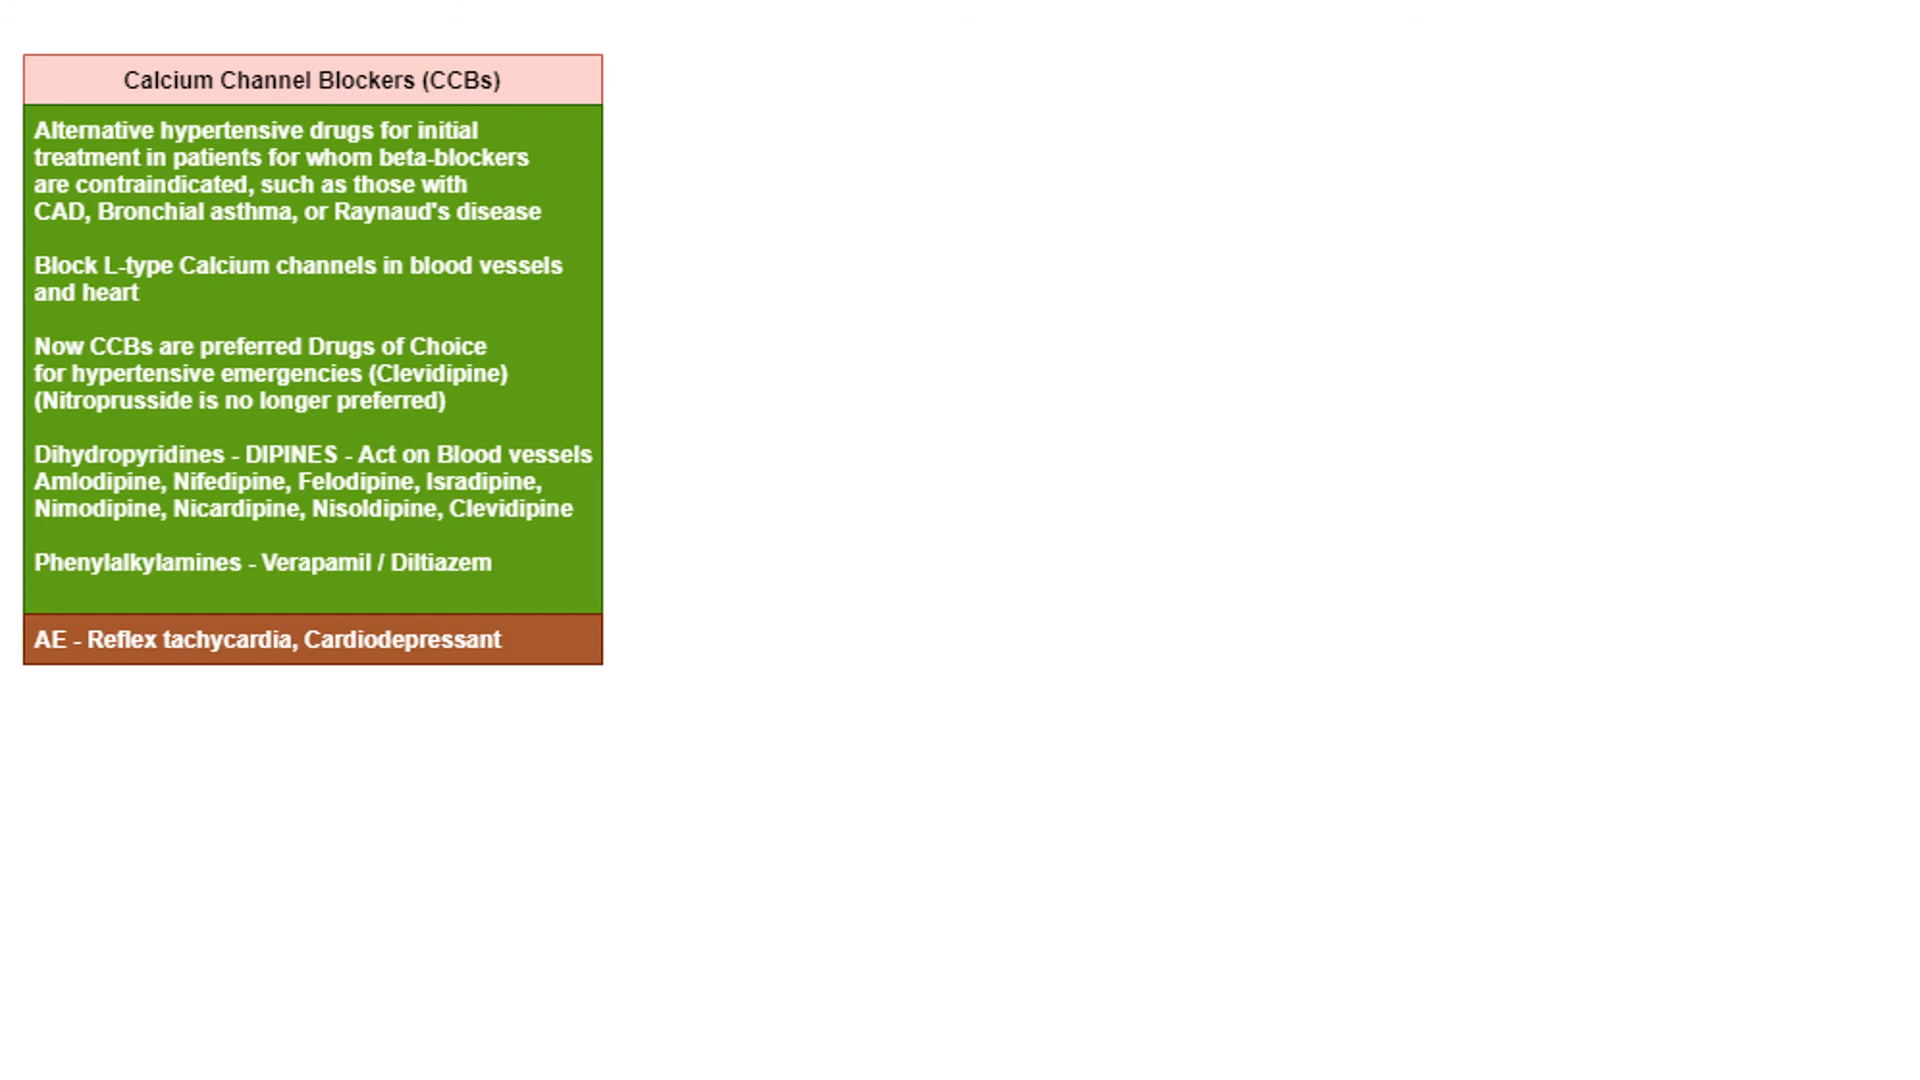 Calcium Channel Blockers (CCBs)
Alternative hypertensive drugs for initial
treatment in patients for whom beta-blockers
are contraindicated, such as those with
CAD, Bronchial asthma, or Raynaud's disease
Block L-type Calcium channels in blood vessels
and heart
Now CCBs are preferred Drugs of Choice
for hypertensive emergencies (Clevidipine)
(Nitroprusside is no longer preferred)
Dihydropyridines - DIPINES - Act on Blood vessels
Amlodipine, Nifedipine, Felodipine, Isradipine,
Nimodipine, Nicardipine, Nisoldipine, Clevidipine
Phenylalkylamines - Verapamil / Diltiazem
AE - Reflex tachycardia, Cardiodepressant